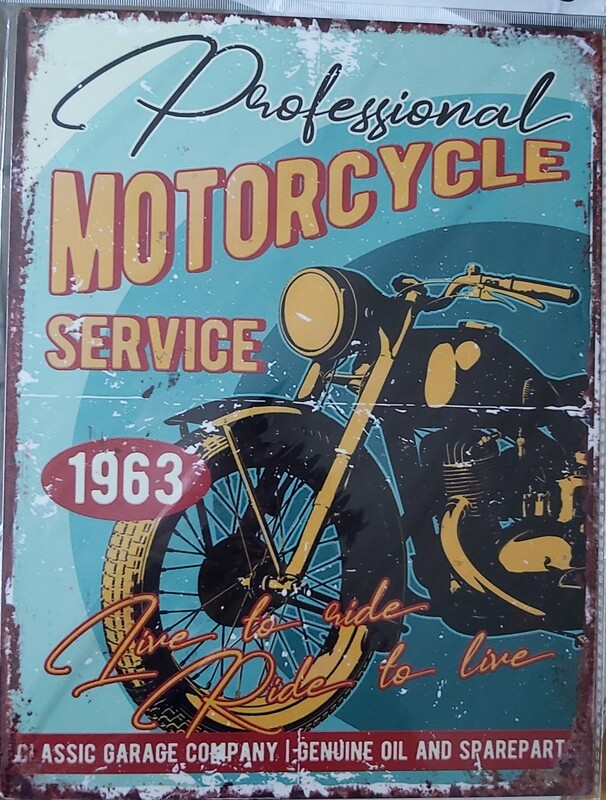 Professional
MOTORCYCLE
SERVICE
1963
Live to ride
Ride to live
CLASSIC GARAGE COMPANY | GENUINE OIL AND SPAREPART